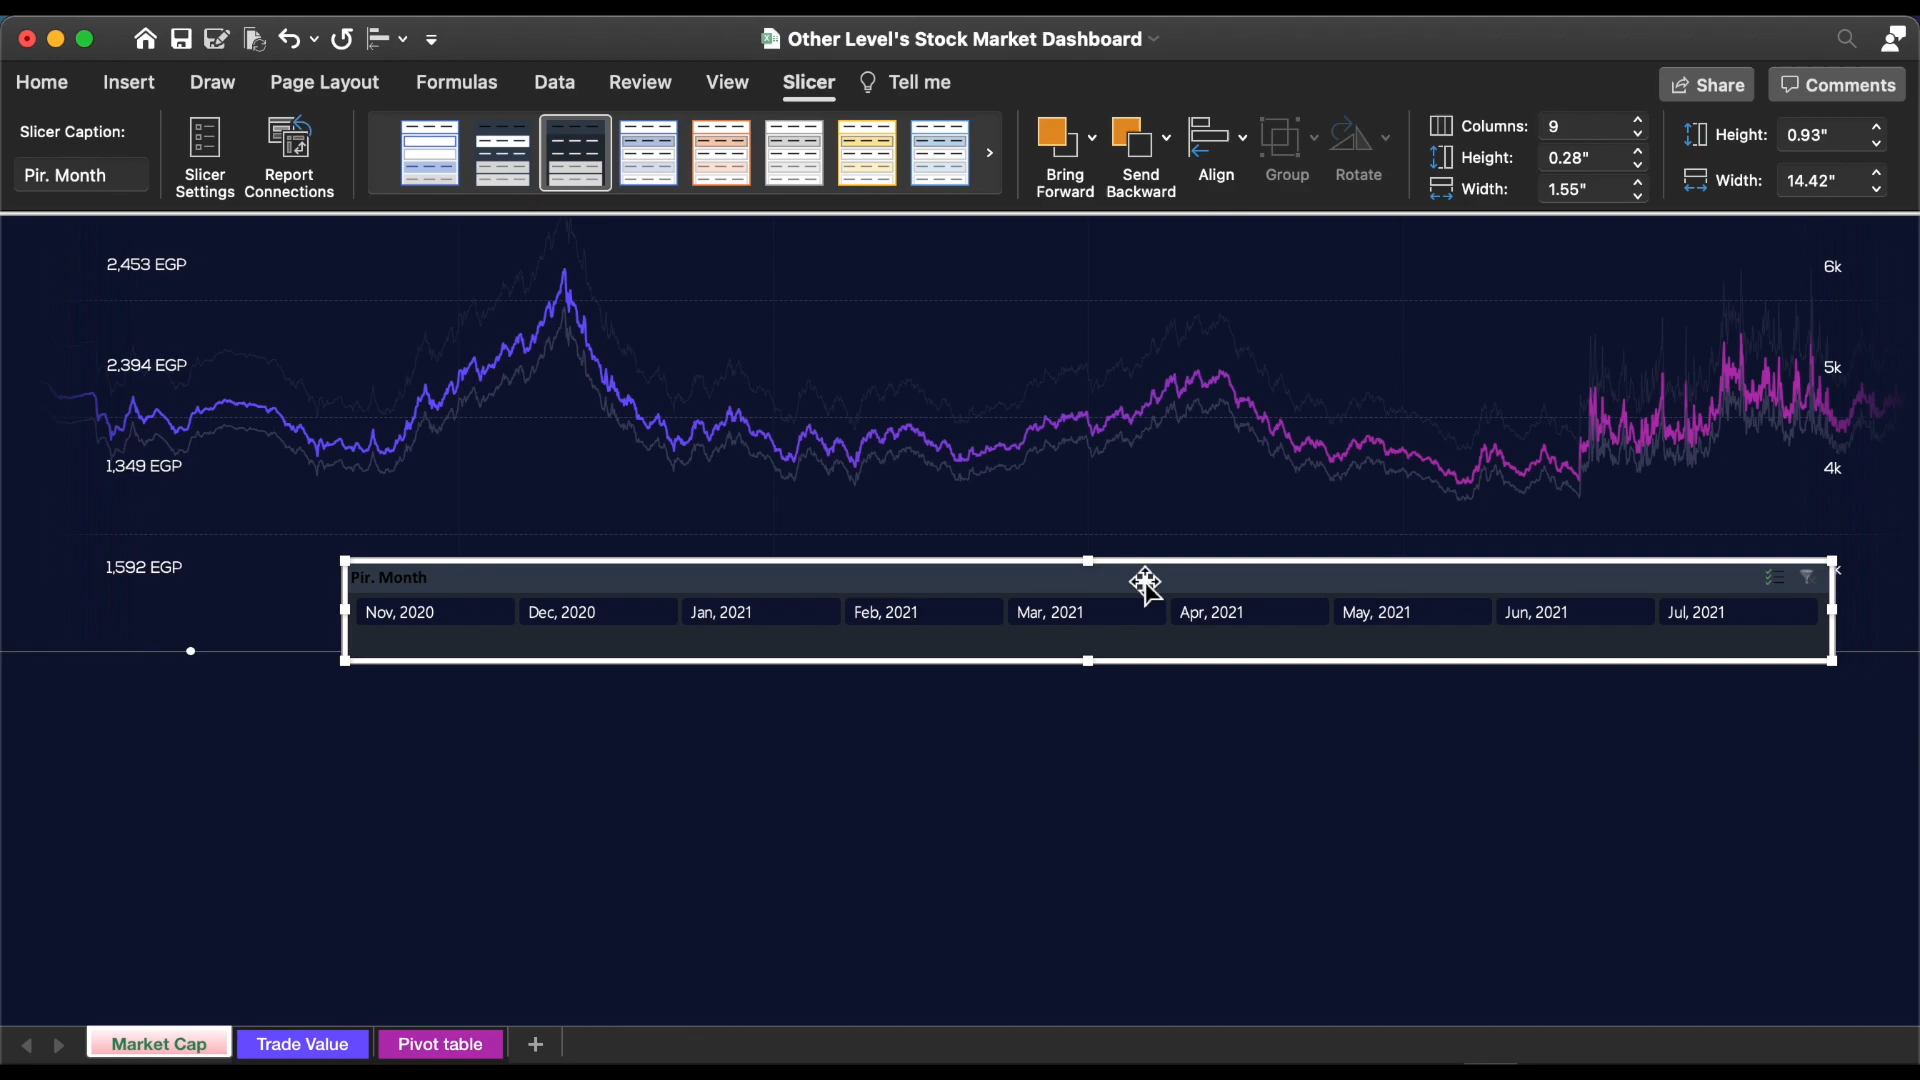 Other Level's Stock Market Dashboard
Home Insert Draw Page Layout Formulas Data Review View Slicer Tell me
Share Comments
Slicer Caption:
Pir. Month
Slicer
Settings
Report
Connections
Bring
Forward
Send
Backward
Align
Group
Rotate
Columns: 9
Height: 0.28"
Width: 1.55"
Height: 0.93"
Width: 14.42"
2,453 EGP
6k
2,394 EGP
5k
1,349 EGP
4k
1,592 EGP
Pir. Month
Nov, 2020 Dec, 2020 Jan, 2021 Feb, 2021 Mar, 2021 Apr, 2021 May, 2021 Jun, 2021 Jul, 2021
Market Cap Trade Value Pivot table